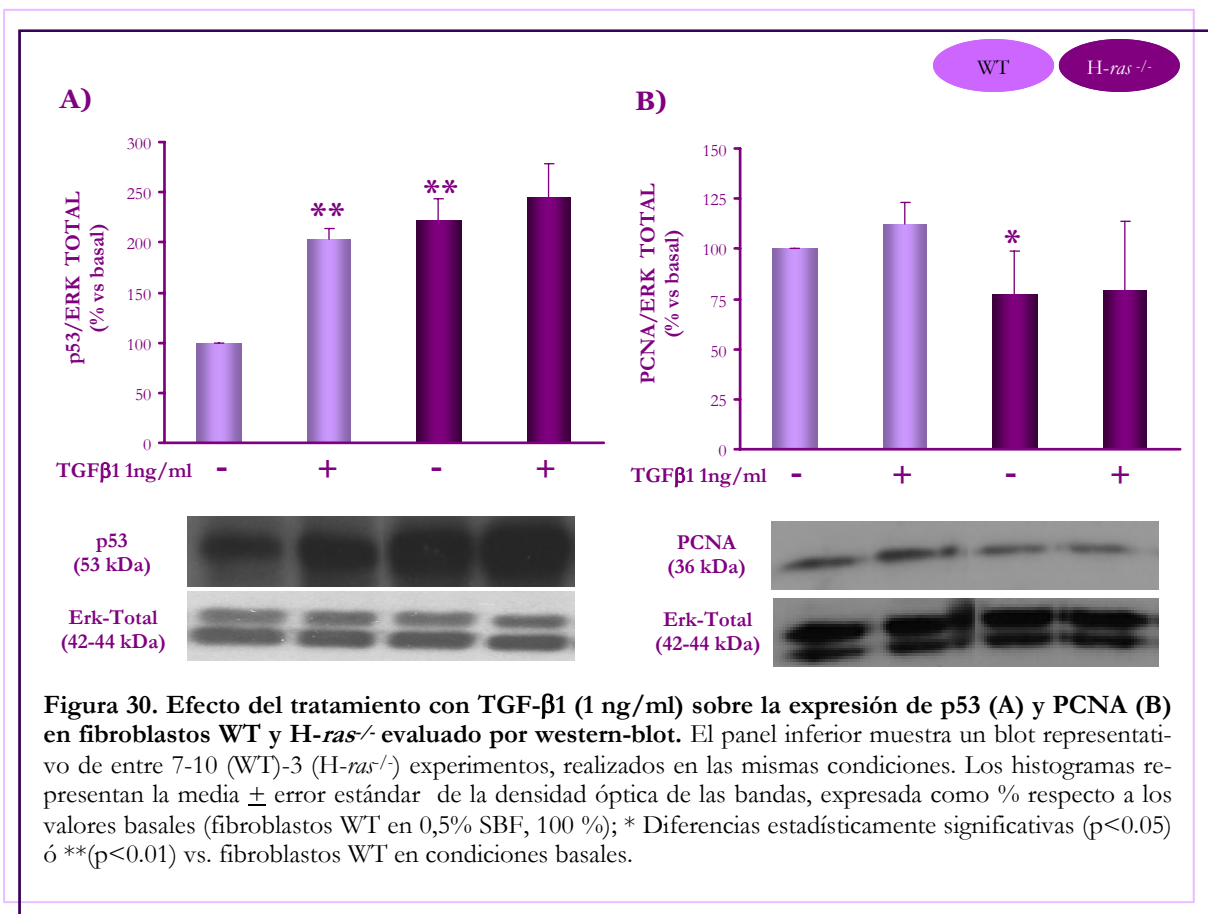 WT H-ras -/-
A)
B)
p53/ERK TOTAL
(% vs basal)
300
250
200
150
100
50
0
**
**
TGFβ1 1ng/ml - + - +
PCNA/ERK TOTAL
(% vs basal)
150
125
100
75
50
25
0
*
TGFβ1 1ng/ml - + - +
p53
(53 kDa)
Erk-Total
(42-44 kDa)
PCNA
(36 kDa)
Erk-Total
(42-44 kDa)
Figura 30. Efecto del tratamiento con TGF-β1 (1 ng/ml) sobre la expresión de p53 (A) y PCNA (B)
en fibroblastos WT y H-ras-/- evaluado por western-blot. El panel inferior muestra un blot representati-
vo de entre 7-10 (WT)-3 (H-ras-/-) experimentos, realizados en las mismas condiciones. Los histogramas re-
presentan la media + error estándar de la densidad óptica de las bandas, expresada como % respecto a los
valores basales (fibroblastos WT en 0,5% SBF, 100 %); * Diferencias estadísticamente significativas (p<0.05)
ó **(p<0.01) vs. fibroblastos WT en condiciones basales.